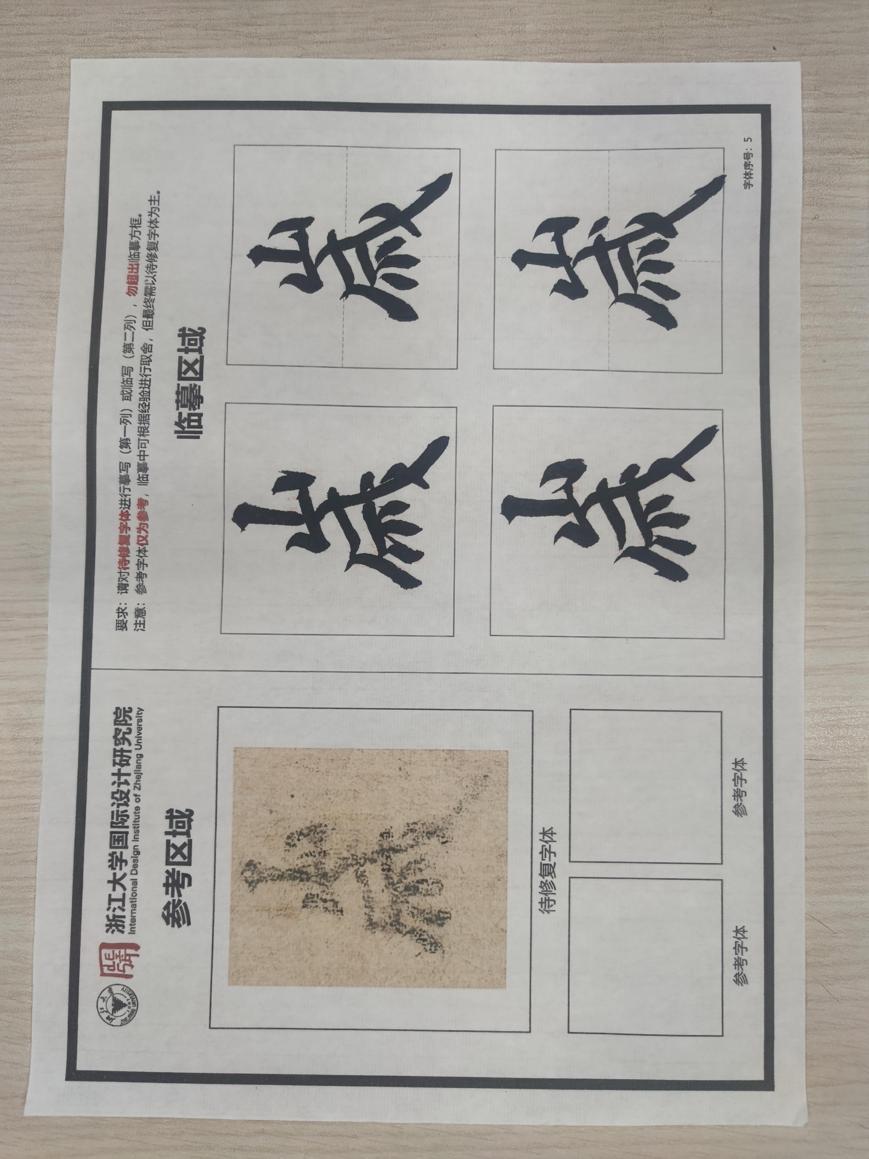 浙江大学国际设计研究院
International Design Institute of Zhejiang University
要求：请对待修复字体进行摹写（第一列）或临写（第二列），勿超出临摹方框。
注意：参考字体仅为参考，临摹中可根据经验进行取舍，但最终需以待修复字体为主。
参考区域
临摹区域
嵗
待修复字体
参考字体
参考字体
嵗
嵗
嵗
嵗
字体序号：5